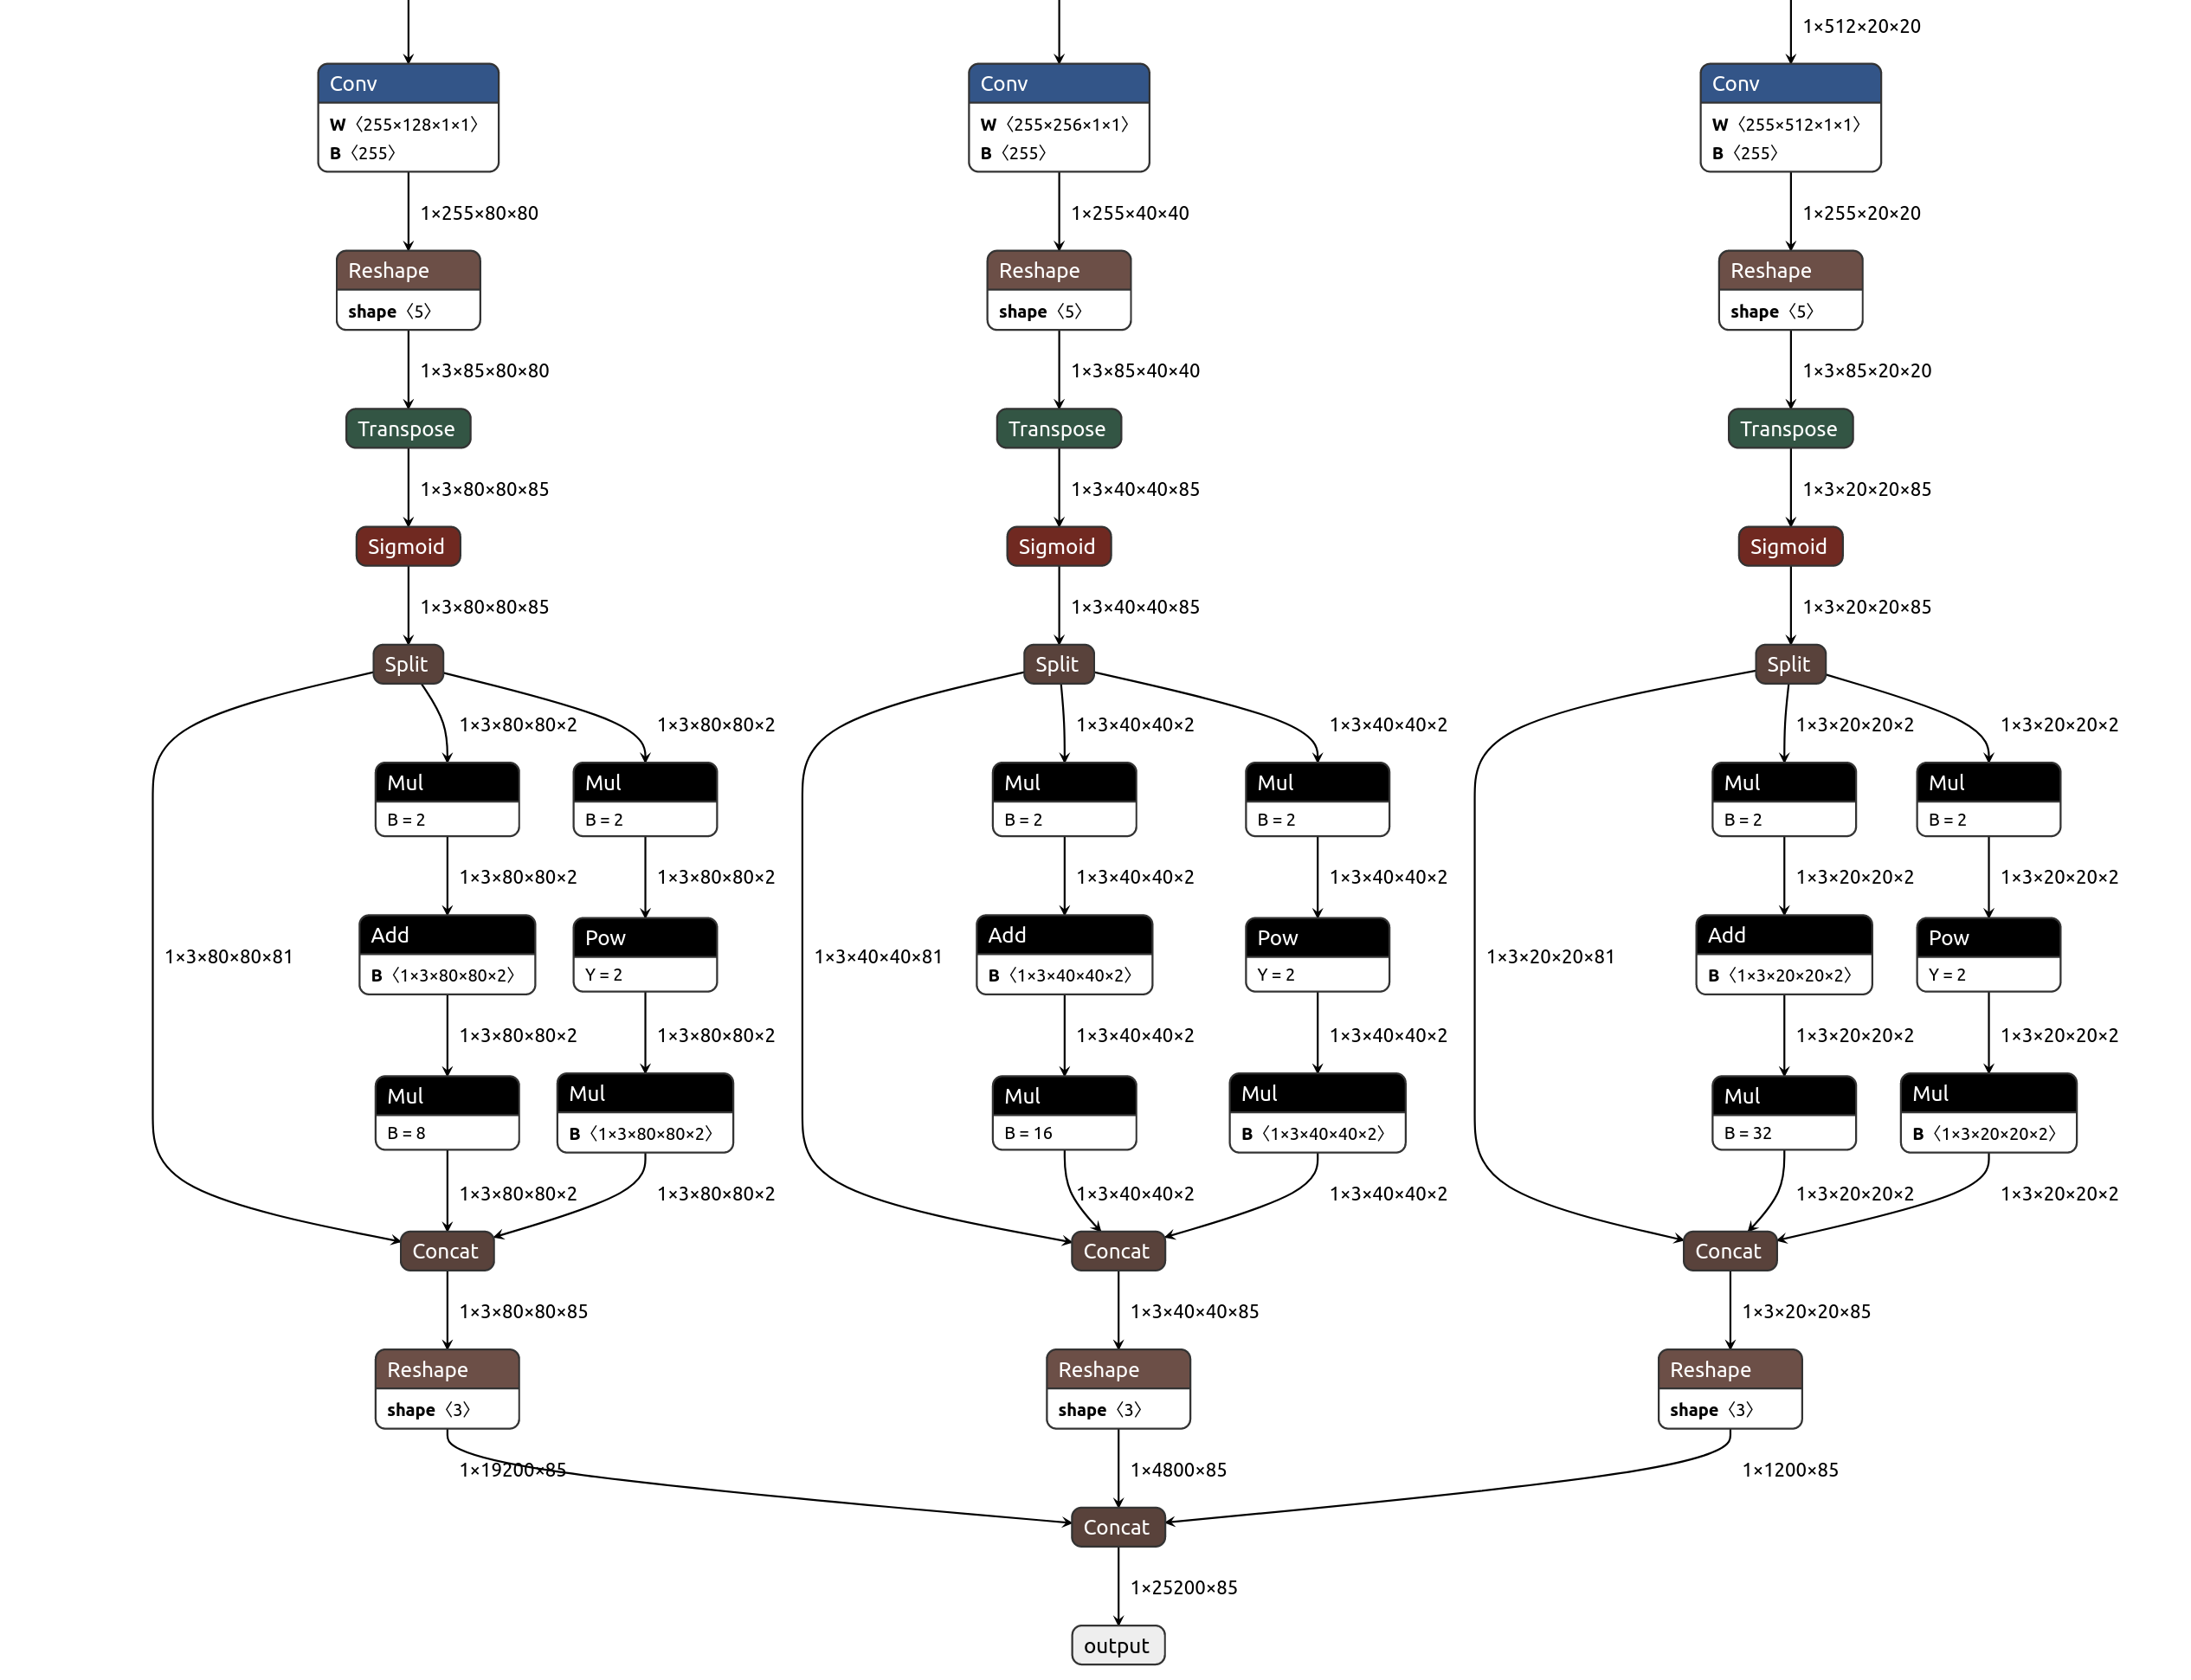 1×512×20×20
Conv
W〈255×128×1×1〉
B〈255〉
Conv
W〈255×256×1×1〉
B〈255〉
Conv
W〈255×512×1×1〉
B〈255〉
1×255×80×80
1×255×40×40
1×255×20×20
Reshape
shape〈5〉
Reshape
shape〈5〉
Reshape
shape〈5〉
1×3×85×80×80
1×3×85×40×40
1×3×85×20×20
Transpose
Transpose
Transpose
1×3×80×80×85
1×3×40×40×85
1×3×20×20×85
Sigmoid
Sigmoid
Sigmoid
1×3×80×80×85
1×3×40×40×85
1×3×20×20×85
Split
Split
Split
1×3×80×80×2
1×3×80×80×2
1×3×40×40×2
1×3×40×40×2
1×3×20×20×2
1×3×20×20×2
Mul
B = 2
Mul
B = 2
Mul
B = 2
Mul
B = 2
Mul
B = 2
Mul
B = 2
1×3×80×80×2
1×3×80×80×2
1×3×40×40×2
1×3×40×40×2
1×3×20×20×2
1×3×20×20×2
1×3×80×80×81
Add
B〈1×3×80×80×2〉
Pow
Y = 2
1×3×40×40×81
Add
B〈1×3×40×40×2〉
Pow
Y = 2
1×3×20×20×81
Add
B〈1×3×20×20×2〉
Pow
Y = 2
1×3×80×80×2
1×3×80×80×2
1×3×40×40×2
1×3×40×40×2
1×3×20×20×2
1×3×20×20×2
Mul
B = 8
Mul
B〈1×3×80×80×2〉
Mul
B = 16
Mul
B〈1×3×40×40×2〉
Mul
B = 32
Mul
B〈1×3×20×20×2〉
1×3×80×80×2
1×3×80×80×2
1×3×40×40×2
1×3×40×40×2
1×3×20×20×2
1×3×20×20×2
Concat
Concat
Concat
1×3×80×80×85
1×3×40×40×85
1×3×20×20×85
Reshape
shape〈3〉
Reshape
shape〈3〉
Reshape
shape〈3〉
1×19200×85
1×4800×85
1×1200×85
Concat
1×25200×85
output